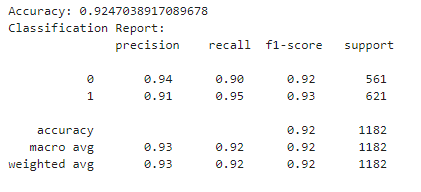 Accuracy: 0.9247038917089678
Classification Report:
precision recall f1-score support
0 0.94 0.90 0.92 561
1 0.91 0.95 0.93 621
accuracy 0.92 1182
macro avg 0.93 0.92 0.92 1182
weighted avg 0.93 0.92 0.92 1182